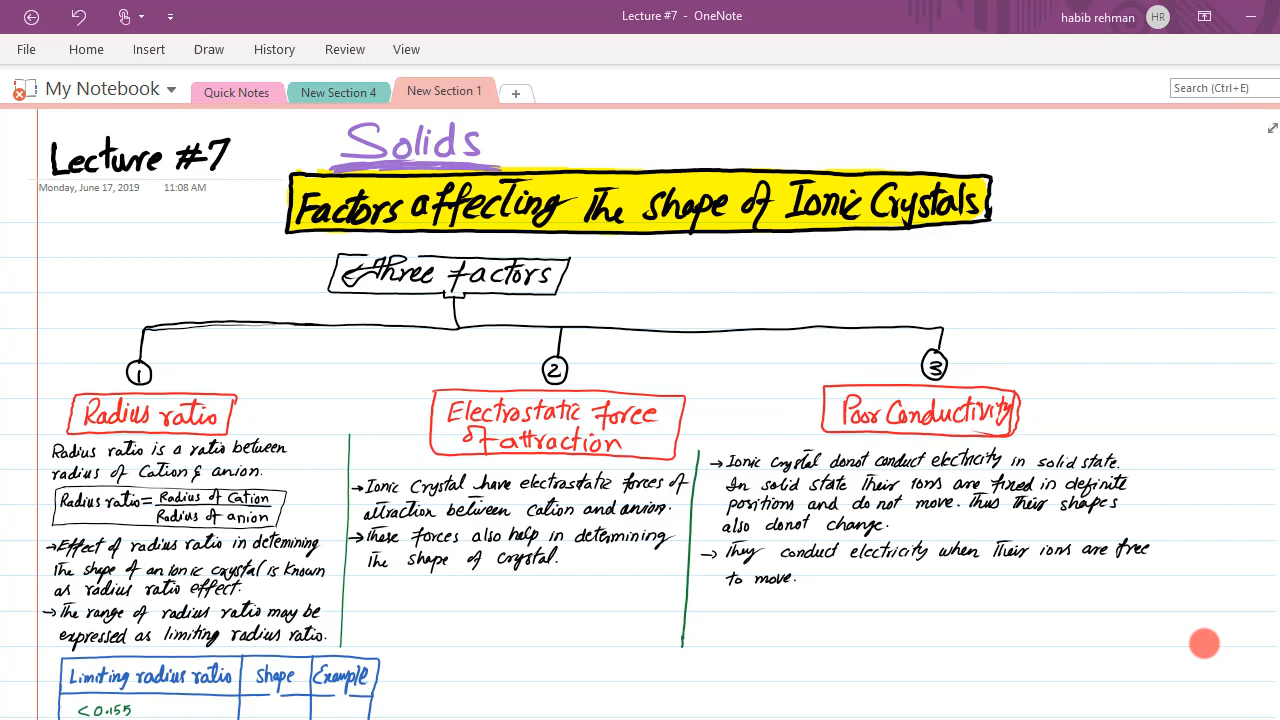 Lecture #7 - OneNote
habib rehman
HR
File Home Insert Draw History Review View
My Notebook
Quick Notes
New Section 4
New Section 1
Search (Ctrl+E)
Lecture #7
Monday, June 17, 2019 11:08 AM
Solids
Factors affecting The shape of Ionic Crystals
Three factors
1
2
3
Radius ratio
Radius ratio is a ratio between
radius of Cation & anion.
Radius ratio = Radius of Cation
Radius of anion
→ Effect of radius ratio in detemining
The shape of an Ionic crystal is known
as radius ratio effect.
→ The range of radius ratio may be
expressed as limiting radius ratio.
Limiting radius ratio shape Example
<0.155
Electrostatic force
of attraction
→ Ionic Crystal have electrostatic forces of
attraction between Cation and anion.
→ These forces also help in determining
The shape of crystal.
Poor Conductivity
→ Ionic crystal donot conduct electricity in solid state.
In solid state Their ions are fixed in definite
positions and do not move. Thus Their shapes
also donot change.
→ They conduct electricity when Their ions are free
to move.